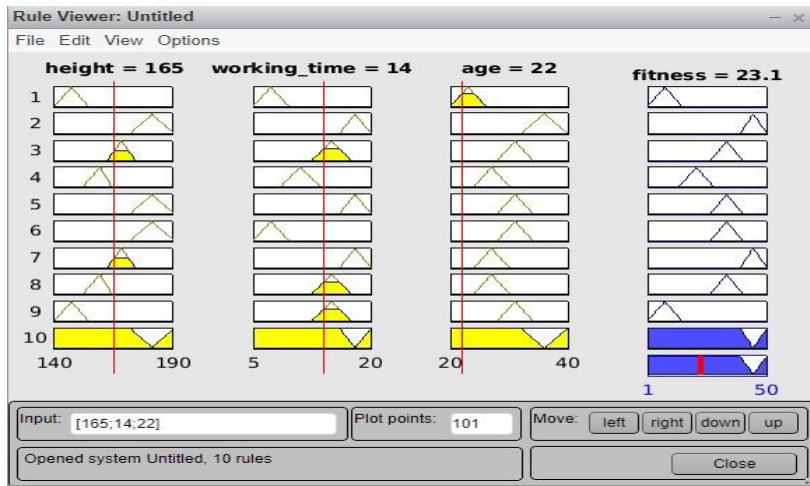 Rule Viewer: Untitled
File Edit View Options
height = 165 working_time = 14 age = 22 fitness = 23.1
1
2
3
4
5
6
7
8
9
10
140 190 5 20 20 40
1 50
Input: [165;14;22] Plot points: 101 Move: left right down up
Opened system Untitled, 10 rules Close